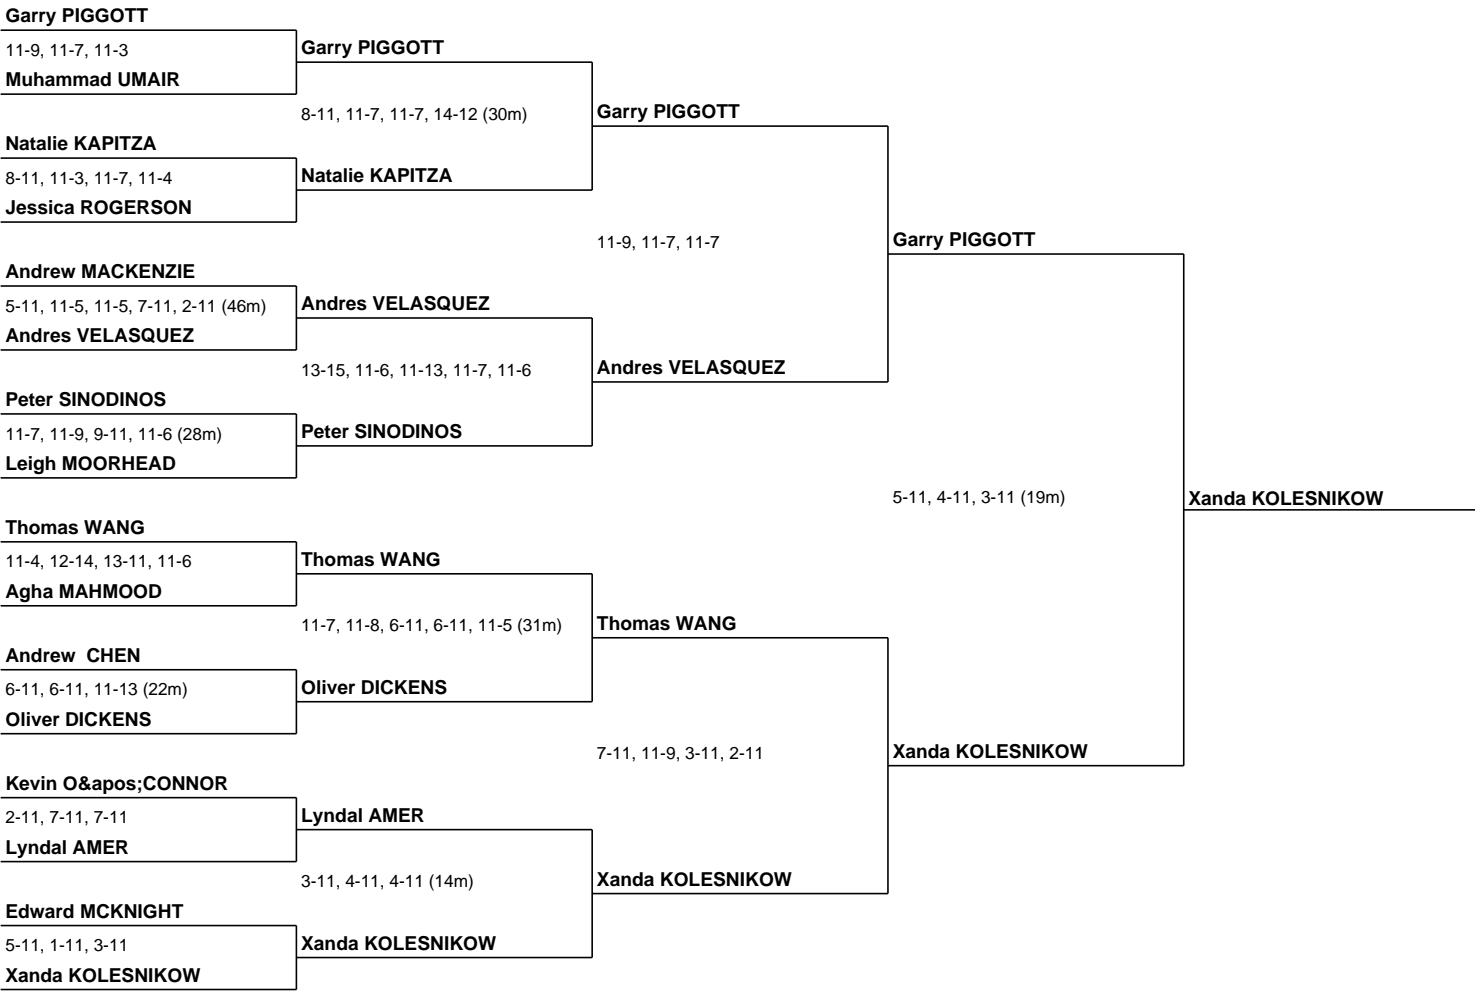 Garry PIGGOTT
11-9, 11-7, 11-3
Muhammad UMAIR
Natalie KAPITZA
8-11, 11-3, 11-7, 11-4
Jessica ROGERSON
Andrew MACKENZIE
5-11, 11-5, 11-5, 7-11, 2-11 (46m)
Andres VELASQUEZ
Peter SINODINOS
11-7, 11-9, 9-11, 11-6 (28m)
Leigh MOORHEAD
Thomas WANG
11-4, 12-14, 13-11, 11-6
Agha MAHMOOD
Andrew  CHEN
6-11, 6-11, 11-13 (22m)
Oliver DICKENS
Kevin O&apos;CONNOR
2-11, 7-11, 7-11
Lyndal AMER
Edward MCKNIGHT
5-11, 1-11, 3-11
Xanda KOLESNIKOW
Garry PIGGOTT
8-11, 11-7, 11-7, 14-12 (30m)
Natalie KAPITZA
Andres VELASQUEZ
13-15, 11-6, 11-13, 11-7, 11-6
Peter SINODINOS
Thomas WANG
11-7, 11-8, 6-11, 6-11, 11-5 (31m)
Oliver DICKENS
Lyndal AMER
3-11, 4-11, 4-11 (14m)
Xanda KOLESNIKOW
Garry PIGGOTT
11-9, 11-7, 11-7
Andres VELASQUEZ
Thomas WANG
7-11, 11-9, 3-11, 2-11
Xanda KOLESNIKOW
Garry PIGGOTT
5-11, 4-11, 3-11 (19m)
Xanda KOLESNIKOW
Xanda KOLESNIKOW